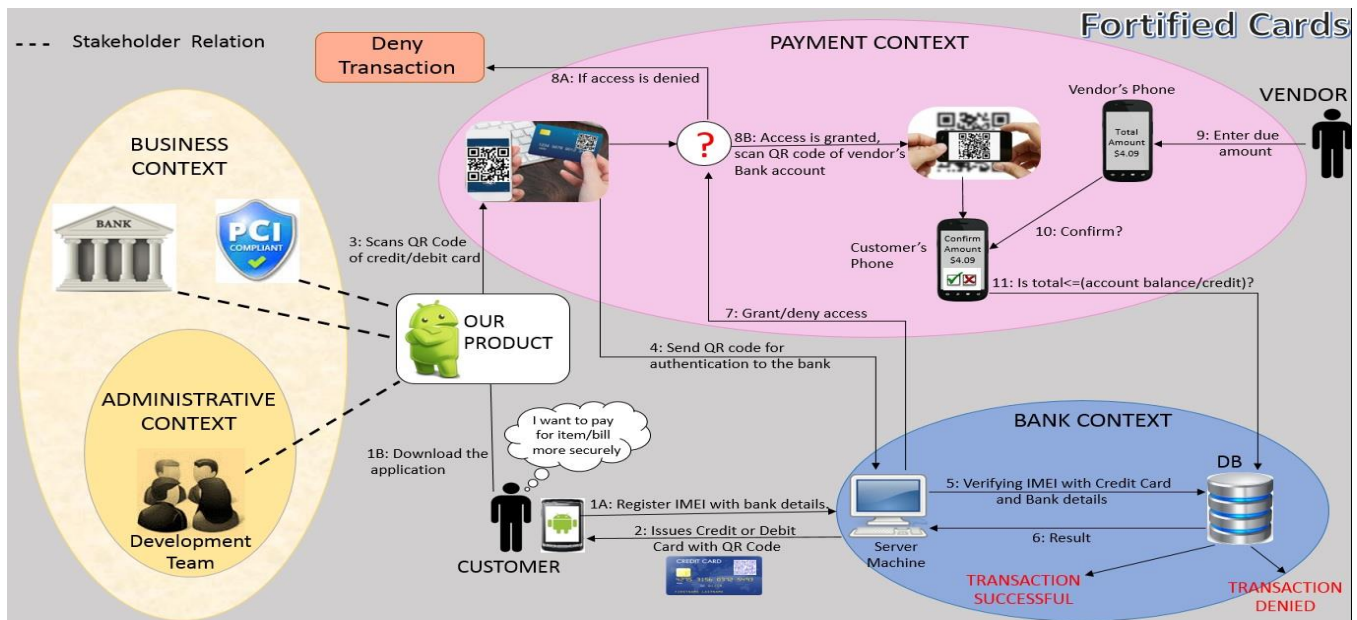 Fortified Cards
--- Stakeholder Relation
Deny
Transaction
PAYMENT CONTEXT
8A: If access is denied
Vendor's Phone
VENDOR
Total
Amount
$4.09
9: Enter due
amount
?
8B: Access is granted,
scan QR code of vendor's
Bank account
BUSINESS
CONTEXT
BANK
PCI
COMPLIANT
3: Scans QR Code
of credit/debit card
10: Confirm?
Customer's
Phone
Confirm
Amount
$4.09
11: Is total<=(account balance/credit)?
OUR
PRODUCT
7: Grant/deny access
4: Send QR code for
authentication to the bank
ADMINISTRATIVE
CONTEXT
Development
Team
1B: Download the
application
I want to pay
for item/bill
more securely
CUSTOMER
1A: Register IMEI with bank details
2: Issues Credit or Debit
Card with QR Code
CREDIT CARD
BANK CONTEXT
DB
5: Verifying IMEI with Credit Card
and Bank details
6: Result
Server
Machine
TRANSACTION
SUCCESSFUL
TRANSACTION
DENIED